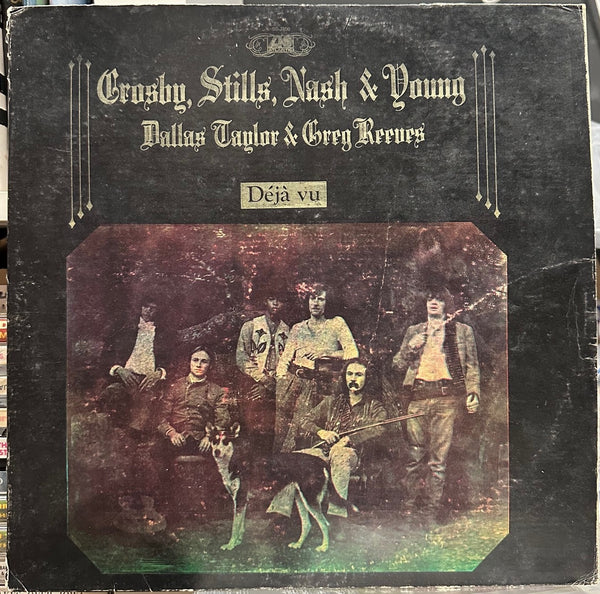 Crosby, Stills, Nash & Young
Dallas Taylor & Greg Reeves
Déjà vu